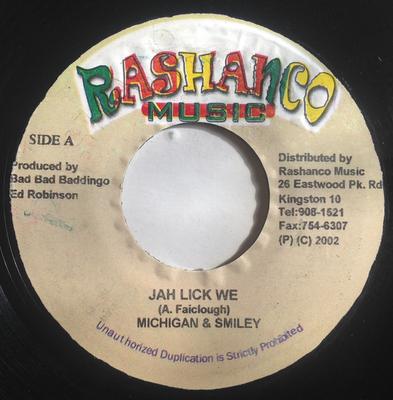 RASHANCO
MUSIC
SIDE A
Produced by
Bad Bad Baddingo
Ed Robinson
Distributed by
Rashanco Music
26 Eastwood Pk. Rd
Kingston 10
Tel:908-1521
Fax:754-6307
(P) (C) 2002
JAH LICK WE
(A. Faiclough)
MICHIGAN & SMILEY
Unauthorized Duplication is Strictly Prohibited